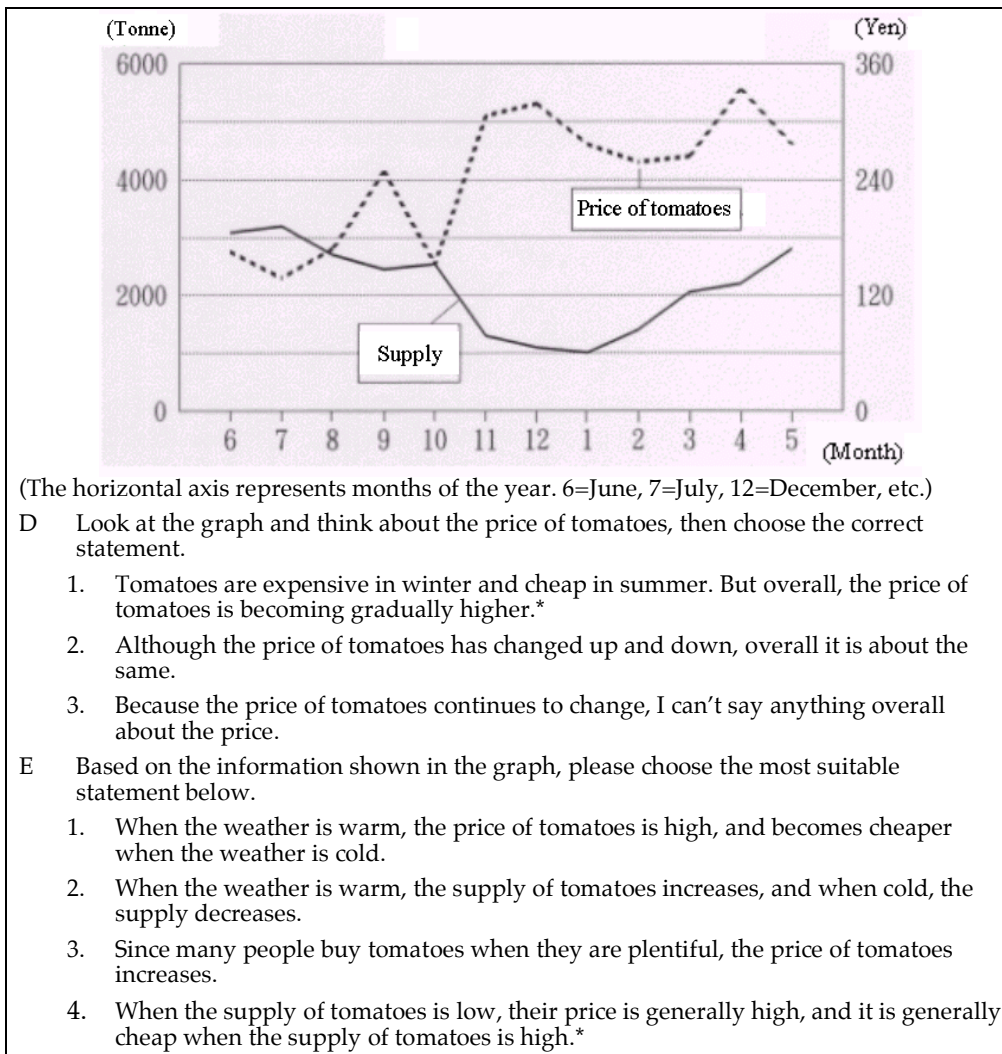 (Tonne)
(Yen)
6000
360
4000
240
Price of tomatoes
2000
120
Supply
0
0
6 7 8 9 10 11 12 1 2 3 4 5
(Month)
(The horizontal axis represents months of the year. 6=June, 7=July, 12=December, etc.)
D Look at the graph and think about the price of tomatoes, then choose the correct
statement.
1. Tomatoes are expensive in winter and cheap in summer. But overall, the price of
tomatoes is becoming gradually higher.*
2. Although the price of tomatoes has changed up and down, overall it is about the
same.
3. Because the price of tomatoes continues to change, I can't say anything overall
about the price.
E Based on the information shown in the graph, please choose the most suitable
statement below.
1. When the weather is warm, the price of tomatoes is high, and becomes cheaper
when the weather is cold.
2. When the weather is warm, the supply of tomatoes increases, and when cold, the
supply decreases.
3. Since many people buy tomatoes when they are plentiful, the price of tomatoes
increases.
4. When the supply of tomatoes is low, their price is generally high, and it is generally
cheap when the supply of tomatoes is high.*